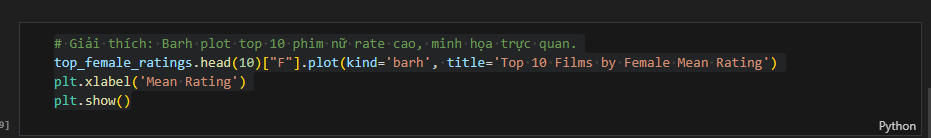 # Giải thích: Barh plot top 10 phim nữ rate cao, minh họa trực quan.
top_female_ratings.head(10)["F"].plot(kind='barh', title='Top 10 Films by Female Mean Rating')
plt.xlabel('Mean Rating')
plt.show()
9]
Python